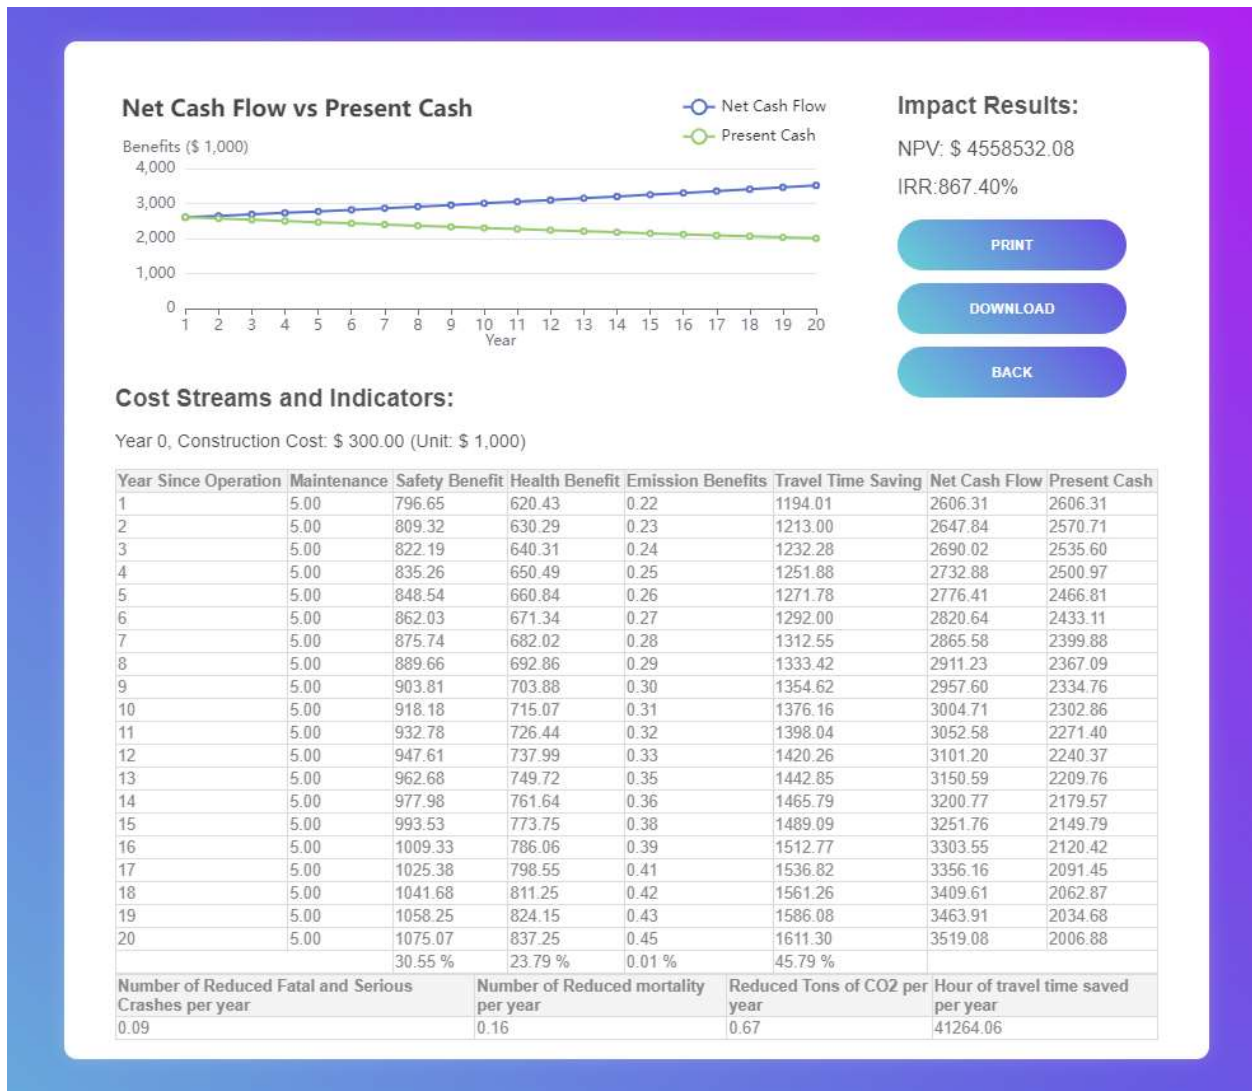 Net Cash Flow vs Present Cash
Net Cash Flow
Present Cash
Benefits ($ 1,000)
4,000
3,000
2,000
1,000
0
1 2 3 4 5 6 7 8 9 10 11 12 13 14 15 16 17 18 19 20
Year
Impact Results:
NPV: $ 4558532.08
IRR:867.40%
PRINT
DOWNLOAD
BACK
Cost Streams and Indicators:
Year 0, Construction Cost: $ 300.00 (Unit: $ 1,000)
Year Since Operation Maintenance Safety Benefit Health Benefit Emission Benefits Travel Time Saving Net Cash Flow Present Cash
1 5.00 796.65 620.43 0.22 1194.01 2606.31 2606.31
2 5.00 809.32 630.29 0.23 1213.00 2647.84 2570.71
3 5.00 822.19 640.31 0.24 1232.28 2690.02 2535.60
4 5.00 835.26 650.49 0.25 1251.88 2732.88 2500.97
5 5.00 848.54 660.84 0.26 1271.78 2776.41 2466.81
6 5.00 862.03 671.34 0.27 1292.00 2820.64 2433.11
7 5.00 875.74 682.02 0.28 1312.55 2865.58 2399.88
8 5.00 889.66 692.86 0.29 1333.42 2911.23 2367.09
9 5.00 903.81 703.88 0.30 1354.62 2957.60 2334.76
10 5.00 918.18 715.07 0.31 1376.16 3004.71 2302.86
11 5.00 932.78 726.44 0.32 1398.04 3052.58 2271.40
12 5.00 947.61 737.99 0.33 1420.26 3101.20 2240.37
13 5.00 962.68 749.72 0.35 1442.85 3150.59 2209.76
14 5.00 977.98 761.64 0.36 1465.79 3200.77 2179.57
15 5.00 993.53 773.75 0.38 1489.09 3251.76 2149.79
16 5.00 1009.33 786.06 0.39 1512.77 3303.55 2120.42
17 5.00 1025.38 798.55 0.41 1536.82 3356.16 2091.45
18 5.00 1041.68 811.25 0.42 1561.26 3409.61 2062.87
19 5.00 1058.25 824.15 0.43 1586.08 3463.91 2034.68
20 5.00 1075.07 837.25 0.45 1611.30 3519.08 2006.88
30.55 % 23.79 % 0.01 % 45.79 %
Number of Reduced Fatal and Serious
Crashes per year
Number of Reduced mortality
per year
Reduced Tons of CO2 per
year
Hour of travel time saved
per year
0.09 0.16 0.67 41264.06